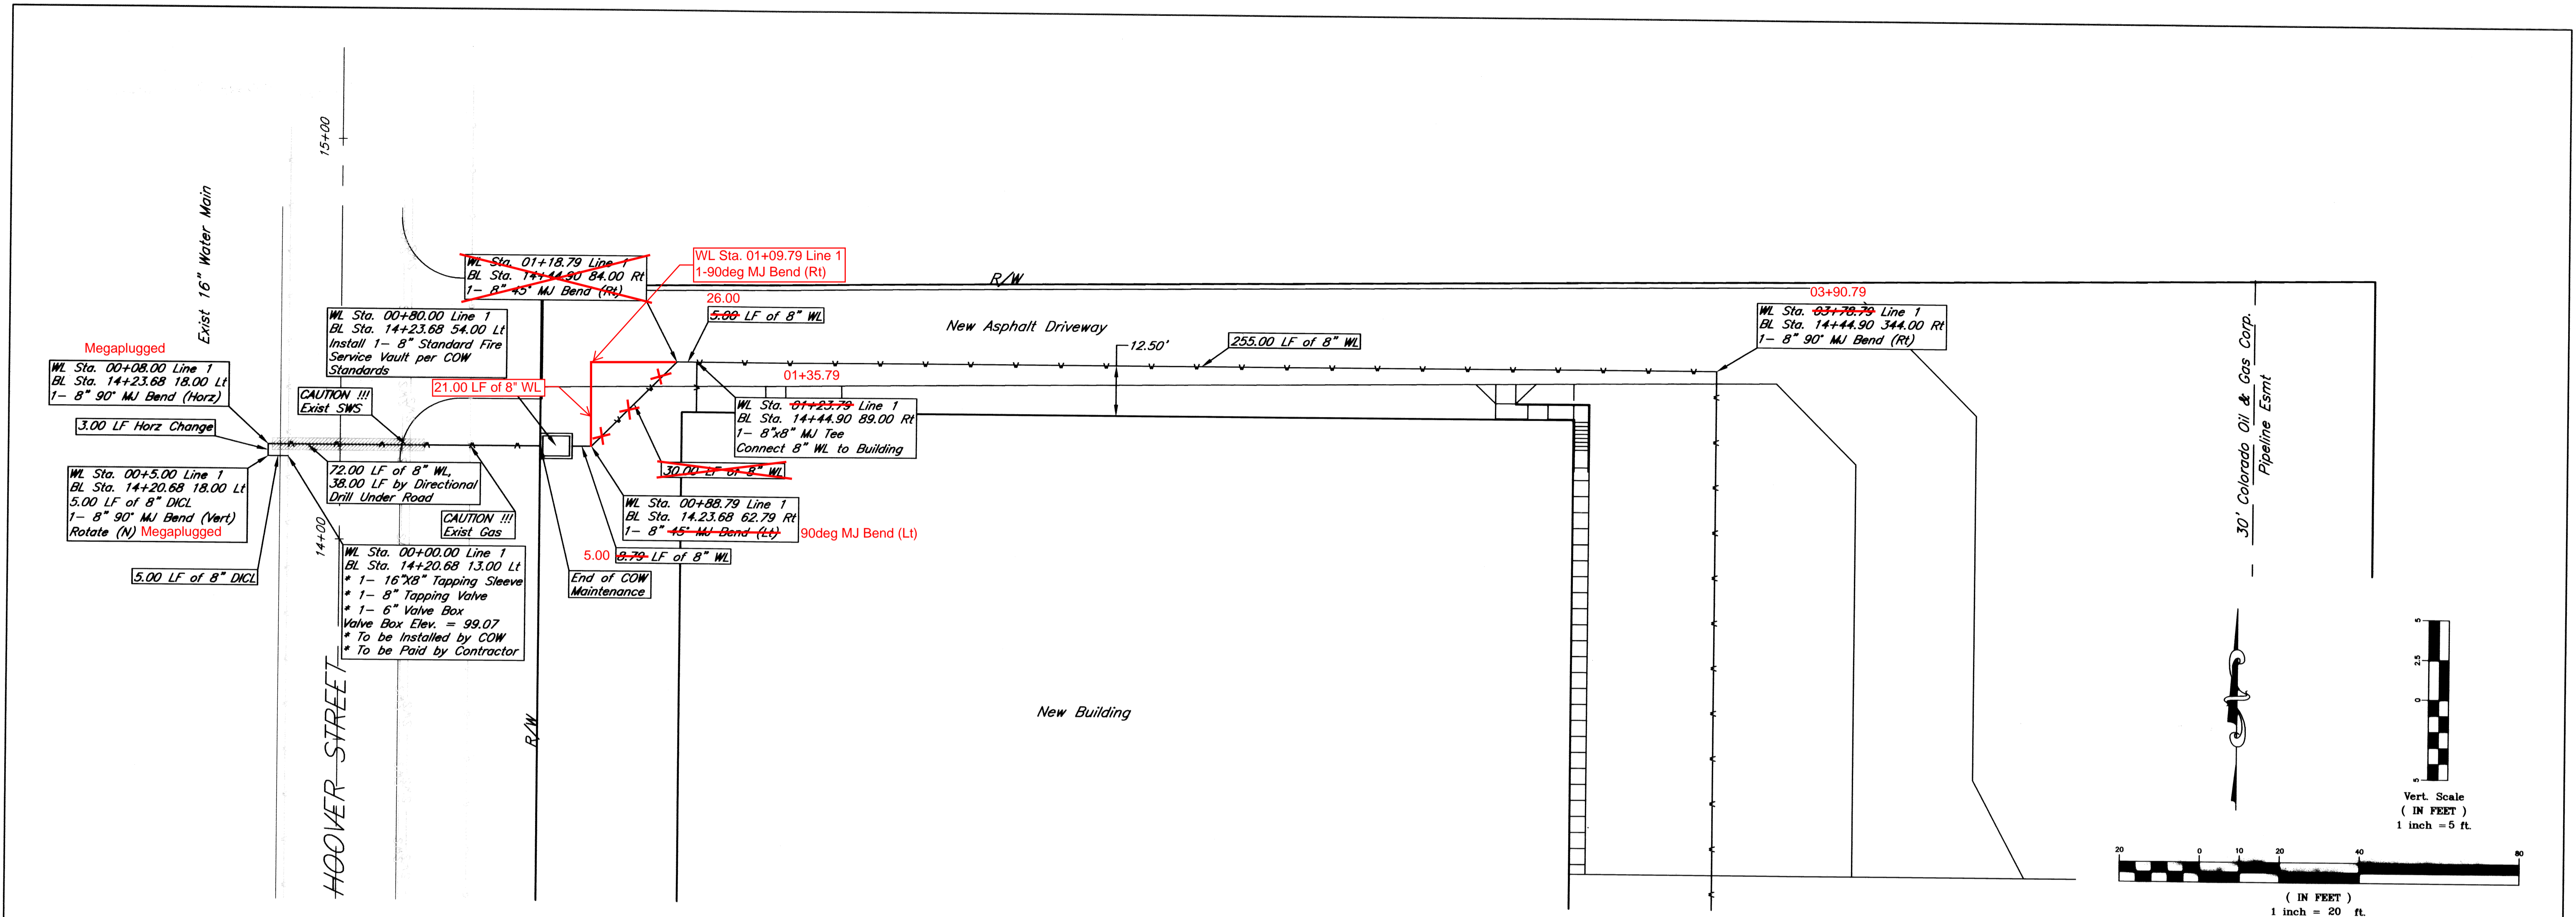 15+00
Exist 16" Water Main
WL Sta. 01+18.79 Line 1
BL Sta. 14+44.90 84.00 Rt
1- 8" 45° MJ Bend (Rt)
WL Sta. 01+09.79 Line 1
1-90deg MJ Bend (Rt)
R/W
26.00
5.00 LF of 8" WL
New Asphalt Driveway
12.50'
255.00 LF of 8" WL
03+90.79
WL Sta. 03+78.79 Line 1
BL Sta. 14+44.90 344.00 Rt
1- 8" 90° MJ Bend (Rt)
30' Colorado Oil & Gas Corp.
Pipeline Esmt
WL Sta. 00+80.00 Line 1
BL Sta. 14+23.68 54.00 Lt
Install 1- 8" Standard Fire
Service Vault per COW
Standards
Megaplugged
WL Sta. 00+08.00 Line 1
BL Sta. 14+23.68 18.00 Lt
1- 8" 90° MJ Bend (Horz)
CAUTION !!!
Exist SWS
21.00 LF of 8" WL
01+35.79
WL Sta. 01+23.79 Line 1
BL Sta. 14+44.90 89.00 Rt
1- 8"x8" MJ Tee
Connect 8" WL to Building
3.00 LF Horz Change
WL Sta. 00+5.00 Line 1
BL Sta. 14+20.68 18.00 Lt
5.00 LF of 8" DICL
1- 8" 90° MJ Bend (Vert)
Rotate (N) Megaplugged
72.00 LF of 8" WL,
38.00 LF by Directional
Drill Under Road
30.00 LF of 8" WL
WL Sta. 00+88.79 Line 1
BL Sta. 14.23.68 62.79 Rt
1- 8" 45° MJ Bend (Lt) 90deg MJ Bend (Lt)
CAUTION !!!
Exist Gas
14+00
WL Sta. 00+00.00 Line 1
BL Sta. 14+20.68 13.00 Lt
* 1- 16"X8" Tapping Sleeve
* 1- 8" Tapping Valve
* 1- 6" Valve Box
Valve Box Elev. = 99.07
* To be Installed by COW
* To be Paid by Contractor
5.00 8.79 LF of 8" WL
5.00 LF of 8" DICL
End of COW
Maintenance
HOOVER STREET
R/W
New Building
5
2.5
0
5
Vert. Scale
( IN FEET )
1 inch = 5 ft.
20 0 10 20 40 80
( IN FEET )
1 inch = 20 ft.